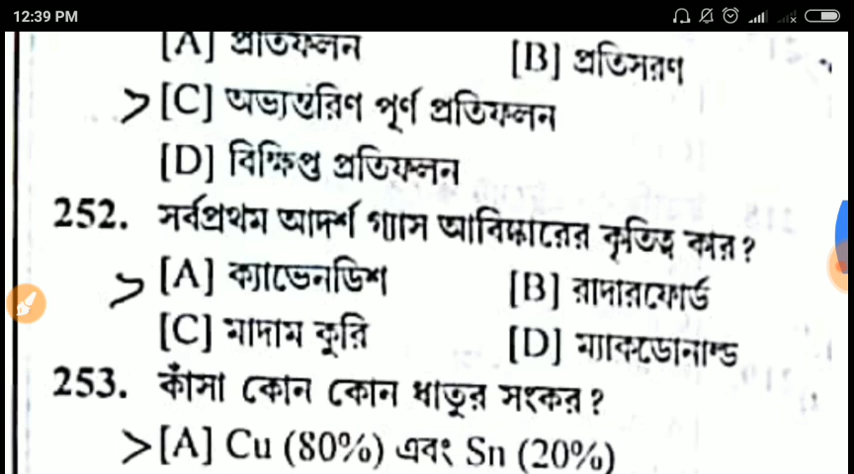 12:39 PM
[A] প্রতিফলন [B] প্রতিসরণ
>[C] অভ্যন্তরিণ পূর্ণ প্রতিফলন
[D] বিক্ষিপ্ত প্রতিফলন
252. সর্বপ্রথম আদর্শ গ্যাস আবিষ্কারের কৃতিত্ব কার?
>[A] ক্যাভেনডিশ [B] রাদারফোর্ড
[C] মাদাম কুরি [D] ম্যাকডোনাল্ড
253. কাঁসা কোন কোন ধাতুর সংকর?
>[A] Cu (80%) এবং Sn (20%)